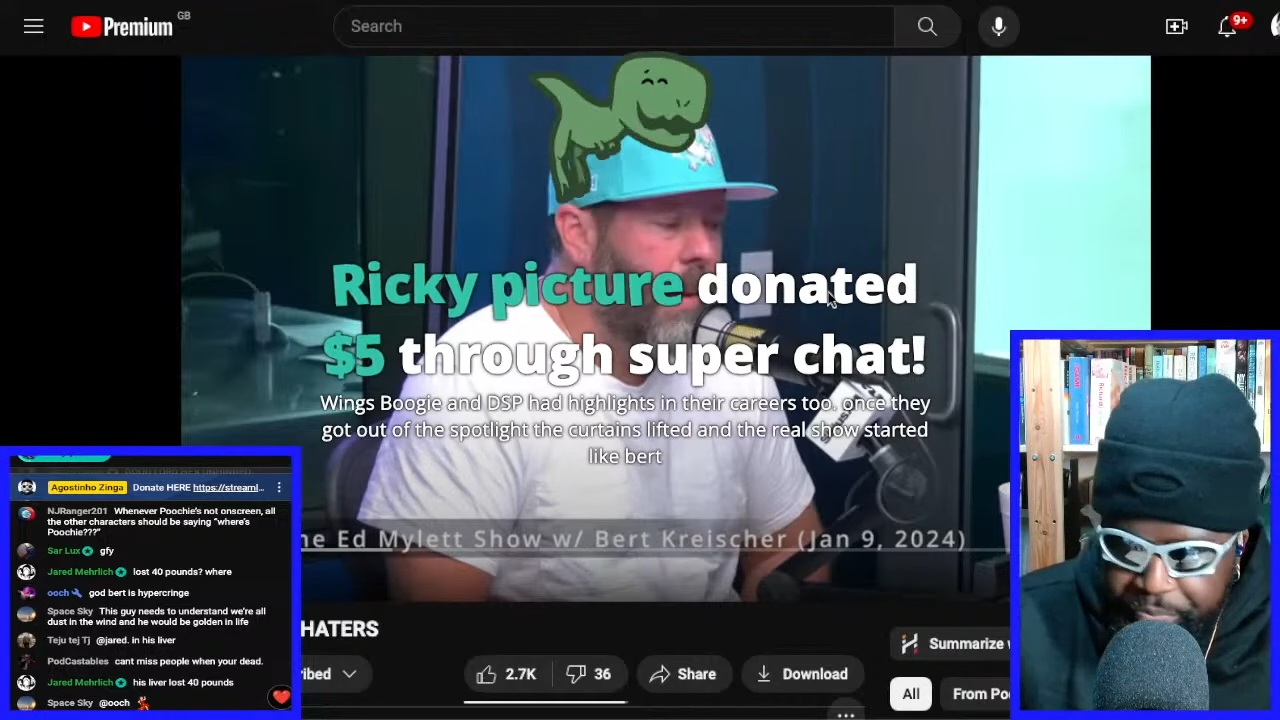 Premium GB
Search
9+
Ricky picture donated
$5 through super chat!
Wings Boogie and DSP had highlights in their careers too. once they
got out of the spotlight the curtains lifted and the real show started
like bert
he Ed Mylett Show w/ Bert Kreischer (Jan 9, 2024)
HATERS
ribed
2.7K
36
Share
Download
Summarize
All
From Po
Agostinho Zinga Donate HERE https://streaml...
NJRanger201 Whenever Poochie's not onscreen, all
the other characters should be saying "where's
Poochie???"
Sar Lux gfy
Jared Mehrlich lost 40 pounds? where
ooch god bert is hypercringe
Space Sky This guy needs to understand we're all
dust in the wind and he would be golden in life
Teju tej Tj @jared. in his liver
PodCastables cant miss people when your dead.
Jared Mehrlich his liver lost 40 pounds
Space Sky @ooch